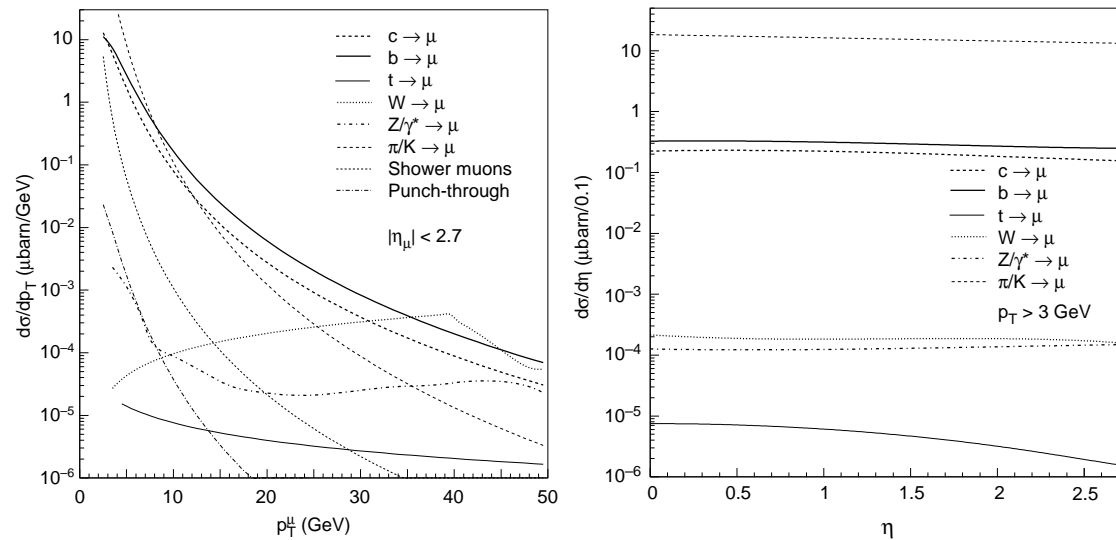 10
1
10⁻¹
10⁻²
10⁻³
10⁻⁴
10⁻⁵
10⁻⁶
dσ/dp_T (μbarn/GeV)
c → μ
b → μ
t → μ
W → μ
Z/γ* → μ
π/K → μ
Shower muons
Punch-through
|η_μ| < 2.7
0 10 20 30 40 50
p_T^μ (GeV)
10
1
10⁻¹
10⁻²
10⁻³
10⁻⁴
10⁻⁵
10⁻⁶
dσ/dη (μbarn/0.1)
c → μ
b → μ
t → μ
W → μ
Z/γ* → μ
π/K → μ
p_T > 3 GeV
0 0.5 1 1.5 2 2.5
η